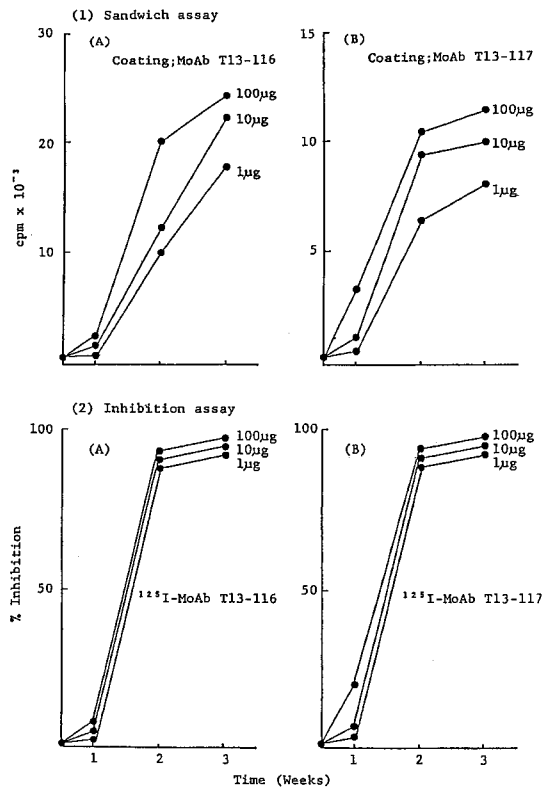 (1) Sandwich assay
(A)
Coating;MoAb T13-116
30
20
10
cpm x 10⁻³
100µg
10µg
1µg
(B)
Coating;MoAb T13-117
15
10
5
100µg
10µg
1µg
(2) Inhibition assay
(A)
100
50
% Inhibition
100µg
10µg
1µg
¹²⁵I-MoAb T13-116
1 2 3
(B)
100
50
100µg
10µg
1µg
¹²⁵I-MoAb T13-117
1 2 3
Time (Weeks)